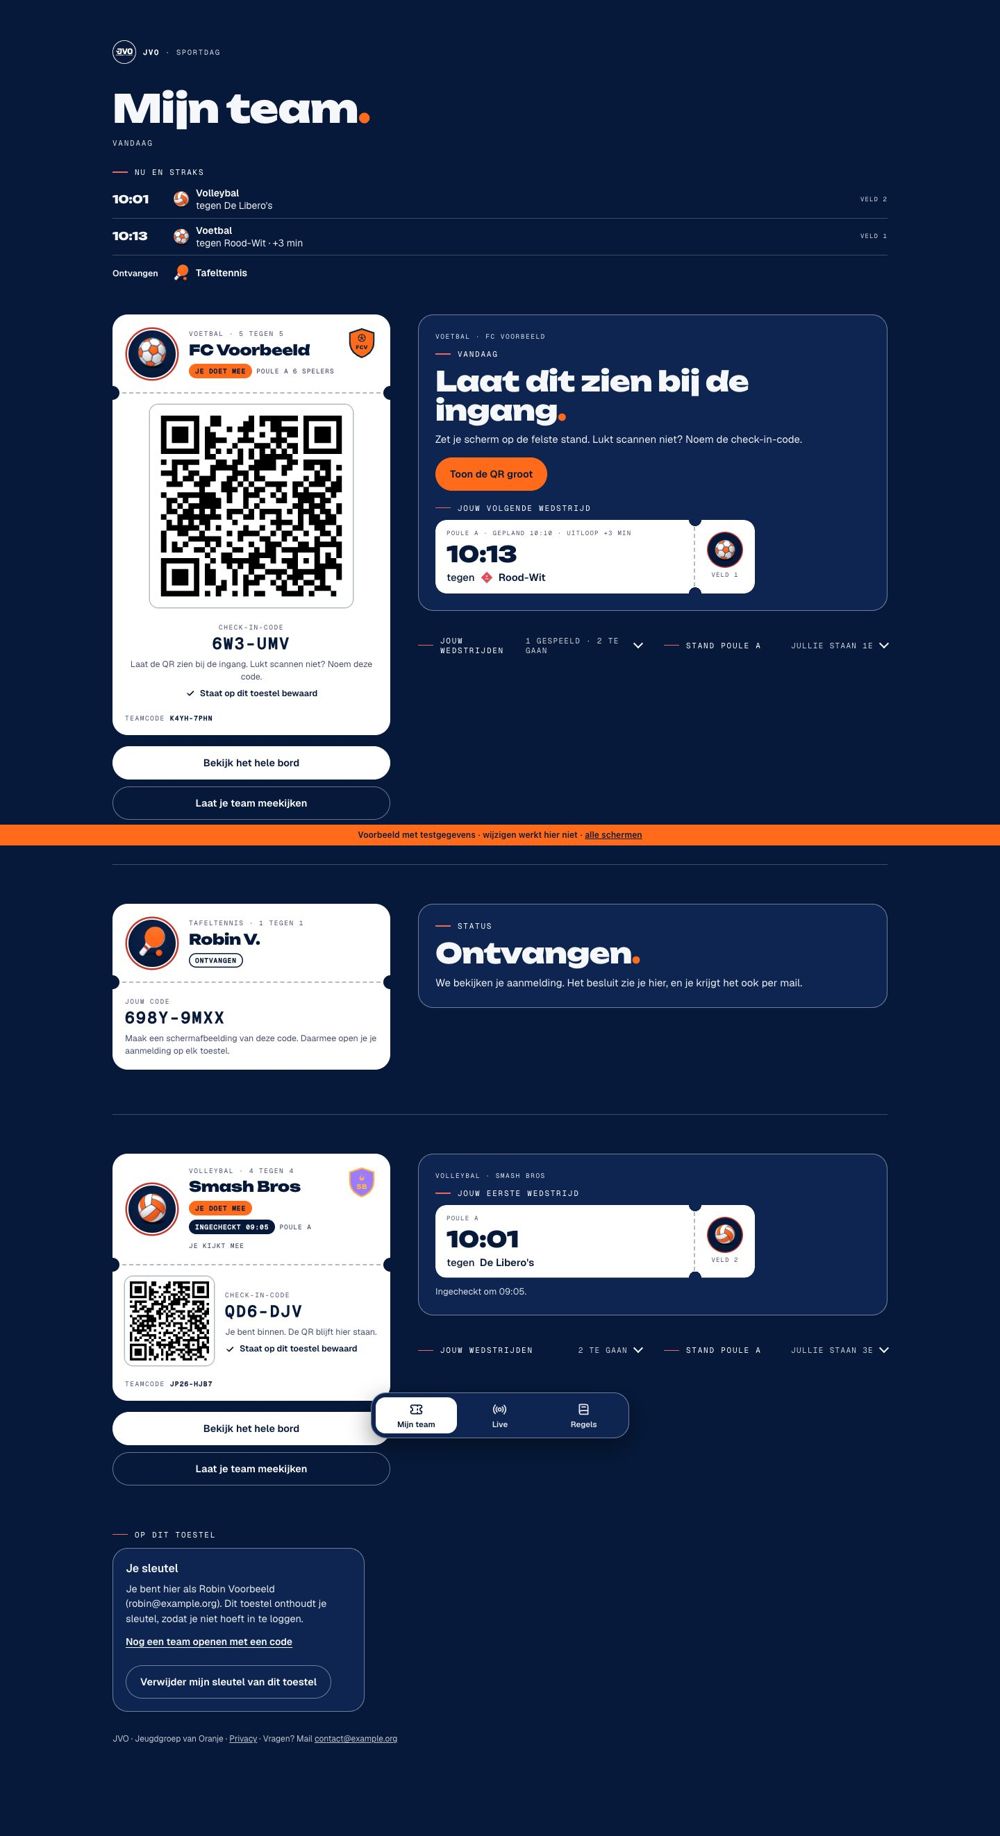 JVO JVO · SPORTDAG
Mijn team.
VANDAAG
NU EN STRAKS
10:01 Volleybal VELD 2
tegen De Libero's
10:13 Voetbal VELD 1
tegen Rood-Wit · +3 min
Ontvangen Tafeltennis
VOETBAL · 5 TEGEN 5
FC Voorbeeld
FCV
JE DOET MEE POULE A 6 SPELERS
CHECK-IN-CODE
6W3-UMV
Laat de QR zien bij de ingang. Lukt scannen niet? Noem deze
code.
Staat op dit toestel bewaard
TEAMCODE K4YH-7PHN
Bekijk het hele bord
Laat je team meekijken
VOETBAL · FC VOORBEELD
VANDAAG
Laat dit zien bij de
ingang.
Zet je scherm op de felste stand. Lukt scannen niet? Noem de check-in-code.
Toon de QR groot
JOUW VOLGENDE WEDSTRIJD
POULE A · GEPLAND 10:10 · UITLOOP +3 MIN
10:13
tegen Rood-Wit
VELD 1
JOUW
WEDSTRIJDEN
1 GESPEELD · 2 TE
GAAN
STAND POULE A JULLIE STAAN 1E
Voorbeeld met testgegevens · wijzigen werkt hier niet · alle schermen
TAFELTENNIS · 1 TEGEN 1
Robin V.
ONTVANGEN
JOUW CODE
698Y-9MXX
Maak een schermafbeelding van deze code. Daarmee open je je
aanmelding op elk toestel.
STATUS
Ontvangen.
We bekijken je aanmelding. Het besluit zie je hier, en je krijgt het ook per mail.
VOLLEYBAL · 4 TEGEN 4
Smash Bros
SB
JE DOET MEE
INGECHECKT 09:05 POULE A
JE KIJKT MEE
CHECK-IN-CODE
QD6-DJV
Je bent binnen. De QR blijft hier staan.
Staat op dit toestel bewaard
TEAMCODE JP26-HJB7
Bekijk het hele bord
Laat je team meekijken
VOLLEYBAL · SMASH BROS
JOUW EERSTE WEDSTRIJD
POULE A
10:01
tegen De Libero's
VELD 2
Ingecheckt om 09:05.
JOUW WEDSTRIJDEN 2 TE GAAN
STAND POULE A JULLIE STAAN 3E
Mijn team Live Regels
OP DIT TOESTEL
Je sleutel
Je bent hier als Robin Voorbeeld
(robin@example.org). Dit toestel onthoudt je
sleutel, zodat je niet hoeft in te loggen.
Nog een team openen met een code
Verwijder mijn sleutel van dit toestel
JVO · Jeugdgroep van Oranje · Privacy · Vragen? Mail contact@example.org